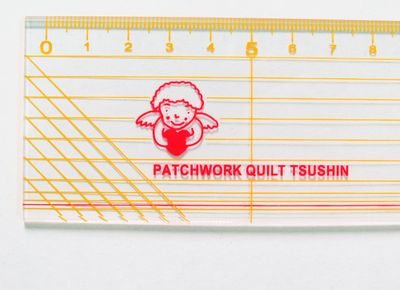 0 1 2 3 4 5 6 7 8
PATCHWORK QUILT TSUSHIN